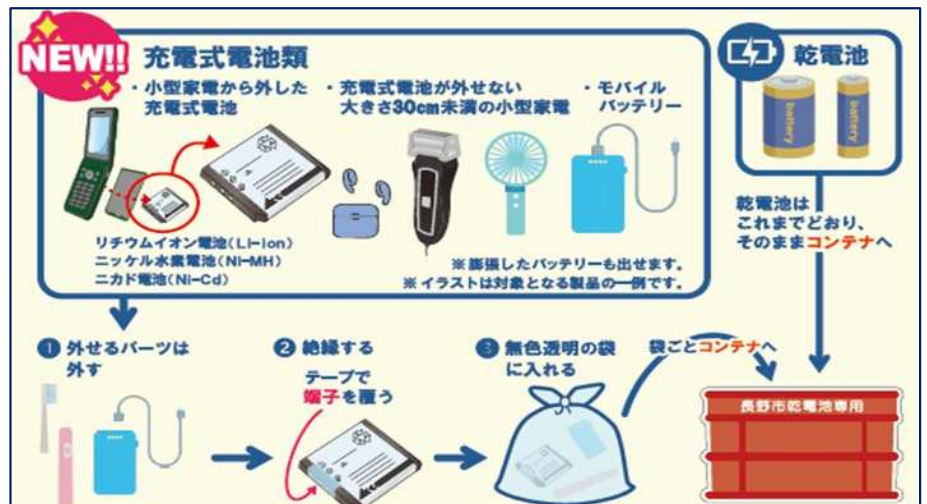 NEW!!
充電式電池類
・小型家電から外した
充電式電池
・充電式電池が外せない
大きさ30cm未満の小型家電
・モバイル
バッテリー
リチウムイオン電池(Li-ion)
ニッケル水素電池(Ni-MH)
ニカド電池(Ni-Cd)
※膨張したバッテリーも出せます。
※イラストは対象となる製品の一例です。
乾電池
battery
battery
乾電池は
これまでどおり、
そのままコンテナへ
❶外せるパーツは
外す
❷絶縁する
テープで
端子を覆う
❸無色透明の袋
に入れる
袋ごとコンテナへ
長野市乾電池専用